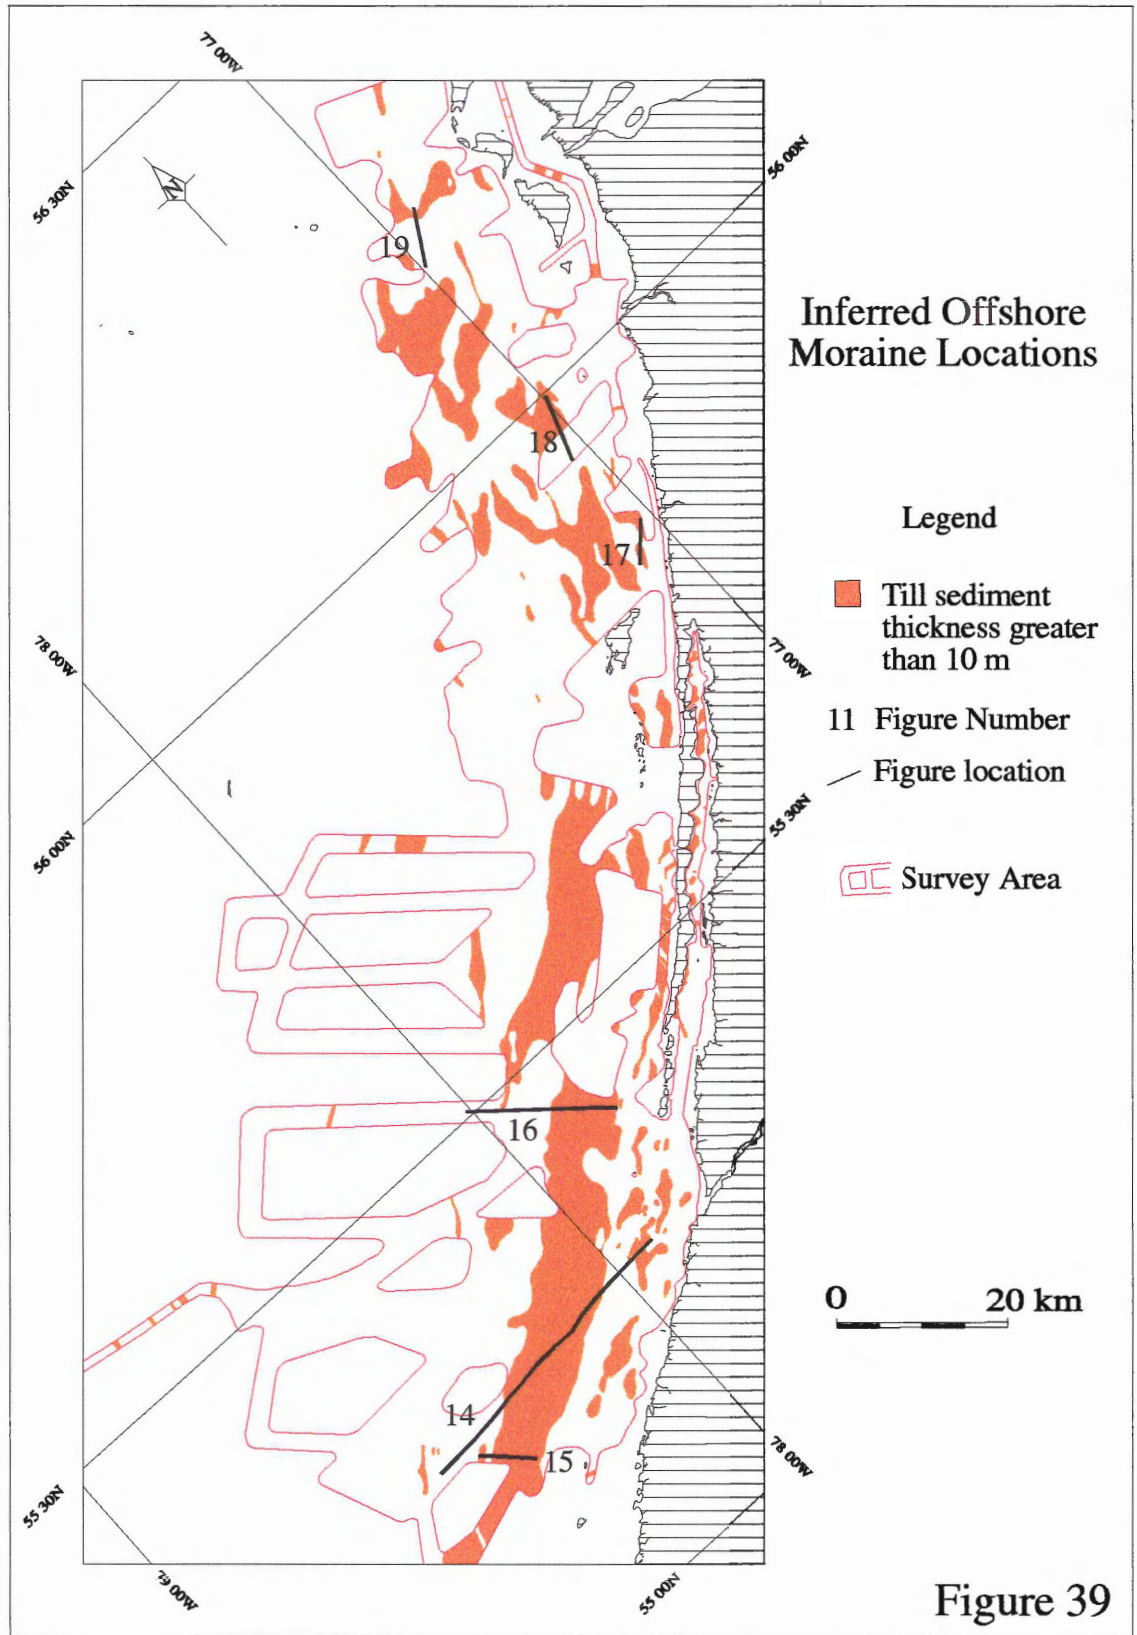 77 00W
56 30N
N
56 00N
19
Inferred Offshore
Moraine Locations
18
Legend
17
Till sediment
thickness greater
than 10 m
78 00W
77 00W
11 Figure Number
Figure location
55 30N
56 00N
Survey Area
16
0 20 km
14
15
78 00W
55 30N
79 00W
55 00N
Figure 39